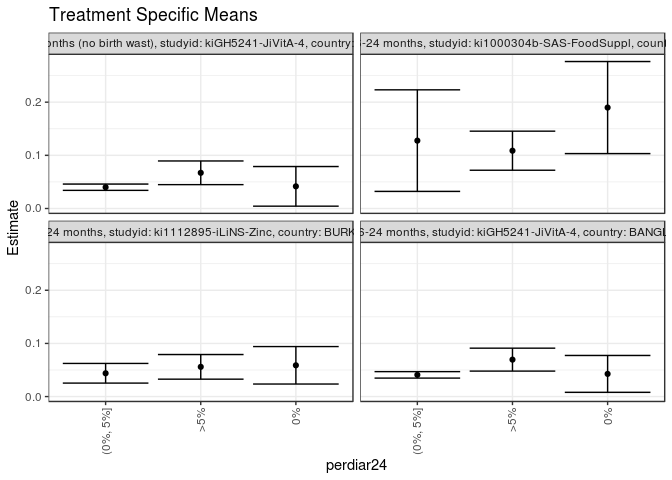 Treatment Specific Means
onths (no birth wast), studyid: kiGH5241-JiVitA-4, country:
-24 months, studyid: ki1000304b-SAS-FoodSuppl, coun
0.2
0.1
0.0
24 months, studyid: ki1112895-iLiNS-Zinc, country: BURK
6-24 months, studyid: kiGH5241-JiVitA-4, country: BANGL
0.2
0.1
0.0
Estimate
(0%, 5%]
>5%
0%
(0%, 5%]
>5%
0%
perdiar24